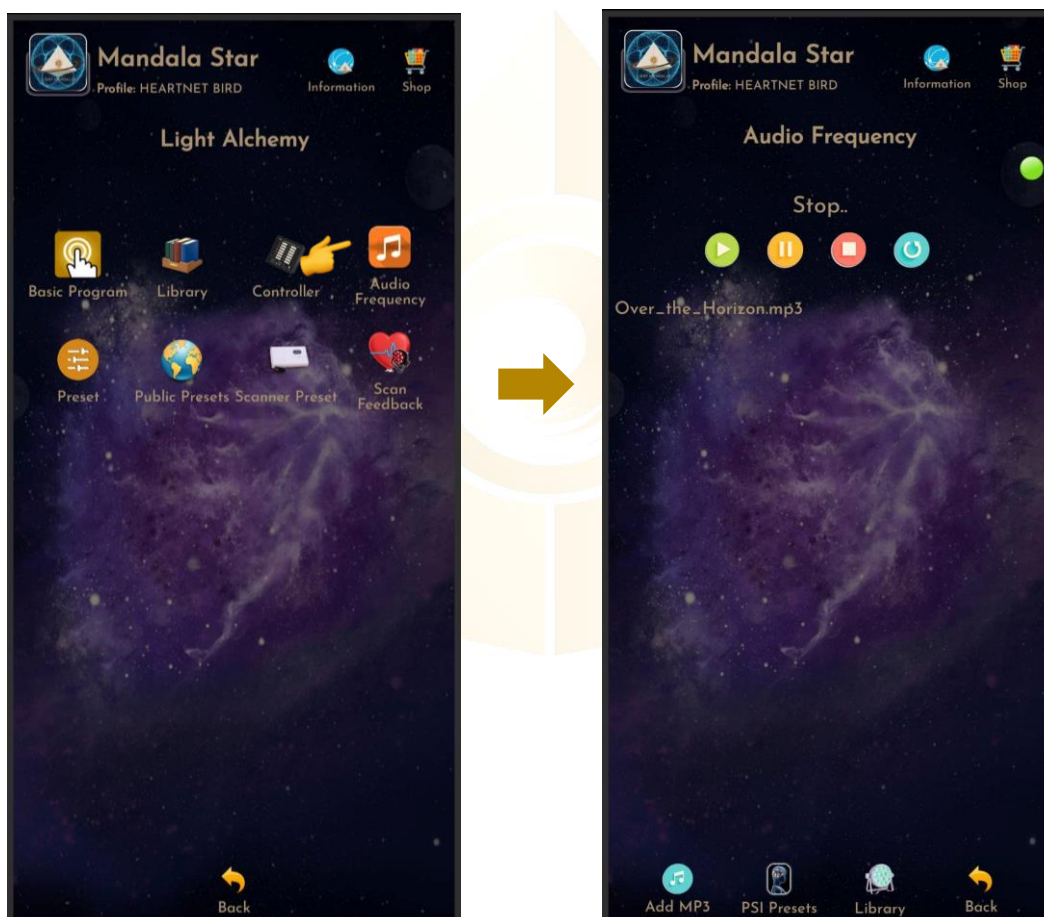 Mandala Star
Profile: HEARTNET BIRD
Information
Shop
Light Alchemy
Basic Program
Library
Controller
Audio
Frequency
Preset
Public Presets
Scanner Preset
Scan
Feedback
Back
Mandala Star
Profile: HEARTNET BIRD
Information
Shop
Audio Frequency
Stop..
Over_the_Horizon.mp3
Add MP3
PSI Presets
Library
Back